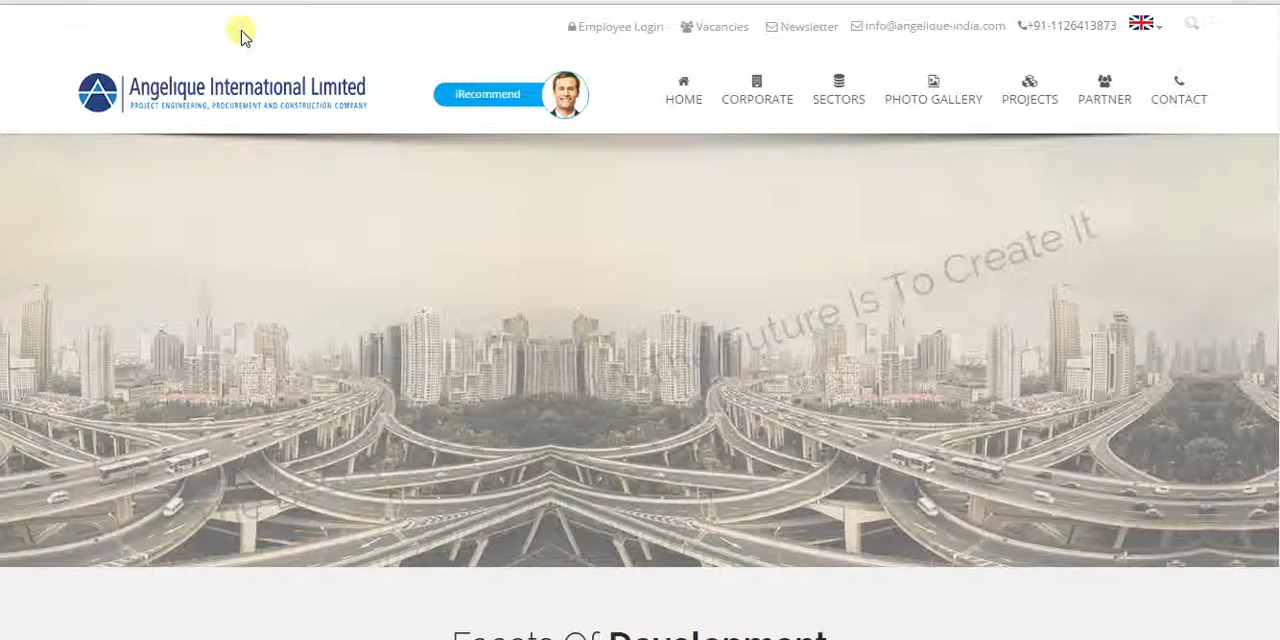 Employee Login
Vacancies
Newsletter
info@angelique-india.com
+91-1126413873
Angelique International Limited
PROJECT ENGINEERING, PROCUREMENT AND CONSTRUCTION COMPANY
iRecommend
HOME
CORPORATE
SECTORS
PHOTO GALLERY
PROJECTS
PARTNER
CONTACT
Future Is To Create It
Facets Of Development